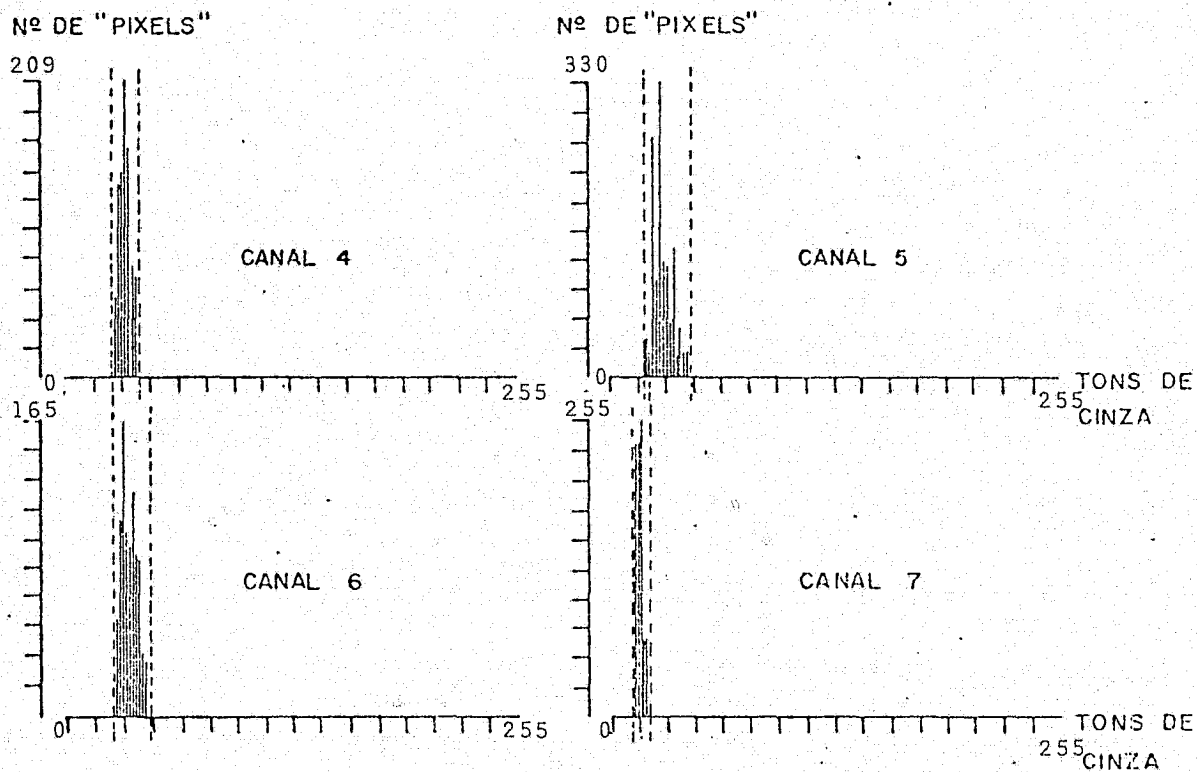 Nº DE "PIXELS"
209
CANAL 4
0
255
Nº DE "PIXELS"
330
CANAL 5
0
255
TONS DE
CINZA
165
CANAL 6
0
255
255
CANAL 7
0
255
TONS DE
CINZA